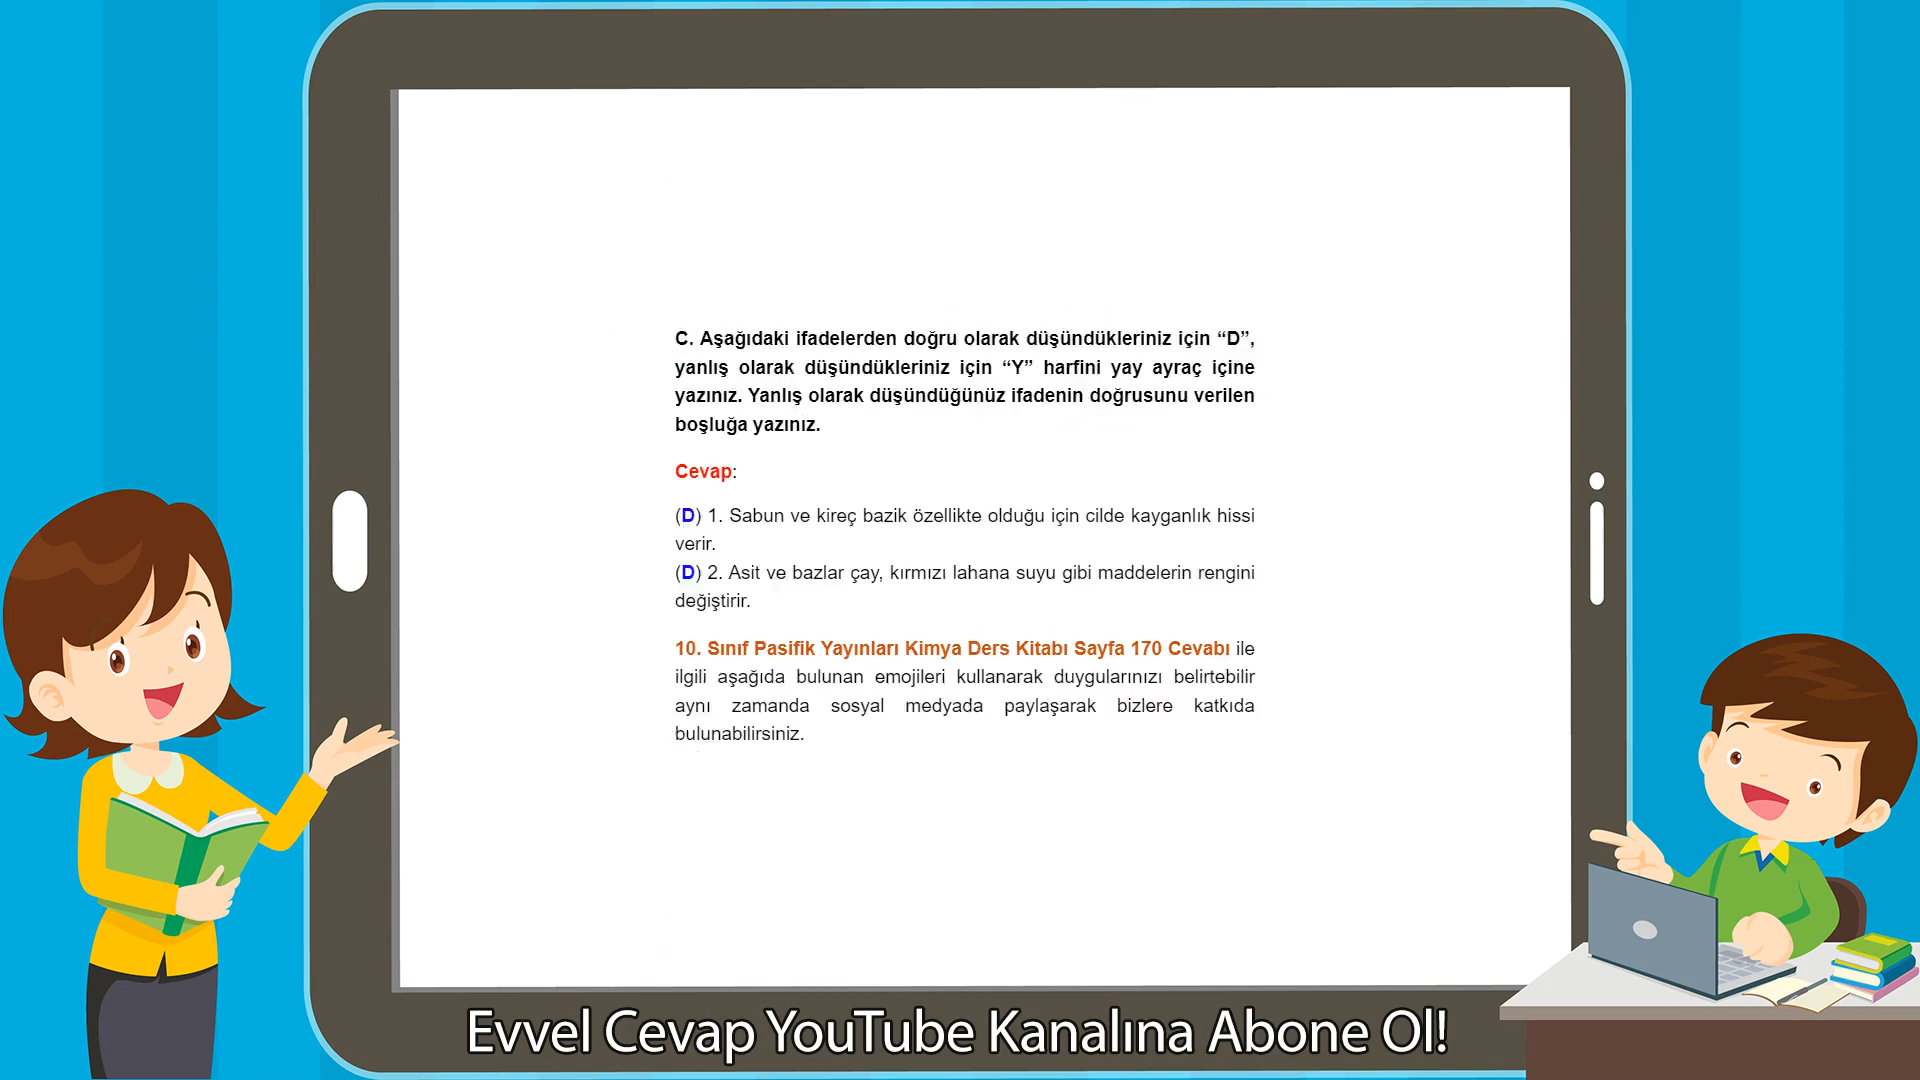 C. Aşağıdaki ifadelerden doğru olarak düşündükleriniz için “D”,
yanlış olarak düşündükleriniz için “Y” harfini yay ayraç içine
yazınız. Yanlış olarak düşündüğünüz ifadenin doğrusunu verilen
boşluğa yazınız.
Cevap:
(D) 1. Sabun ve kireç bazik özellikte olduğu için cilde kayganlık hissi
verir.
(D) 2. Asit ve bazlar çay, kırmızı lahana suyu gibi maddelerin rengini
değiştirir.
10. Sınıf Pasifik Yayınları Kimya Ders Kitabı Sayfa 170 Cevabı ile
ilgili aşağıda bulunan emojileri kullanarak duygularınızı belirtebilir
aynı zamanda sosyal medyada paylaşarak bizlere katkıda
bulunabilirsiniz.
Evvel Cevap YouTube Kanalına Abone Ol!